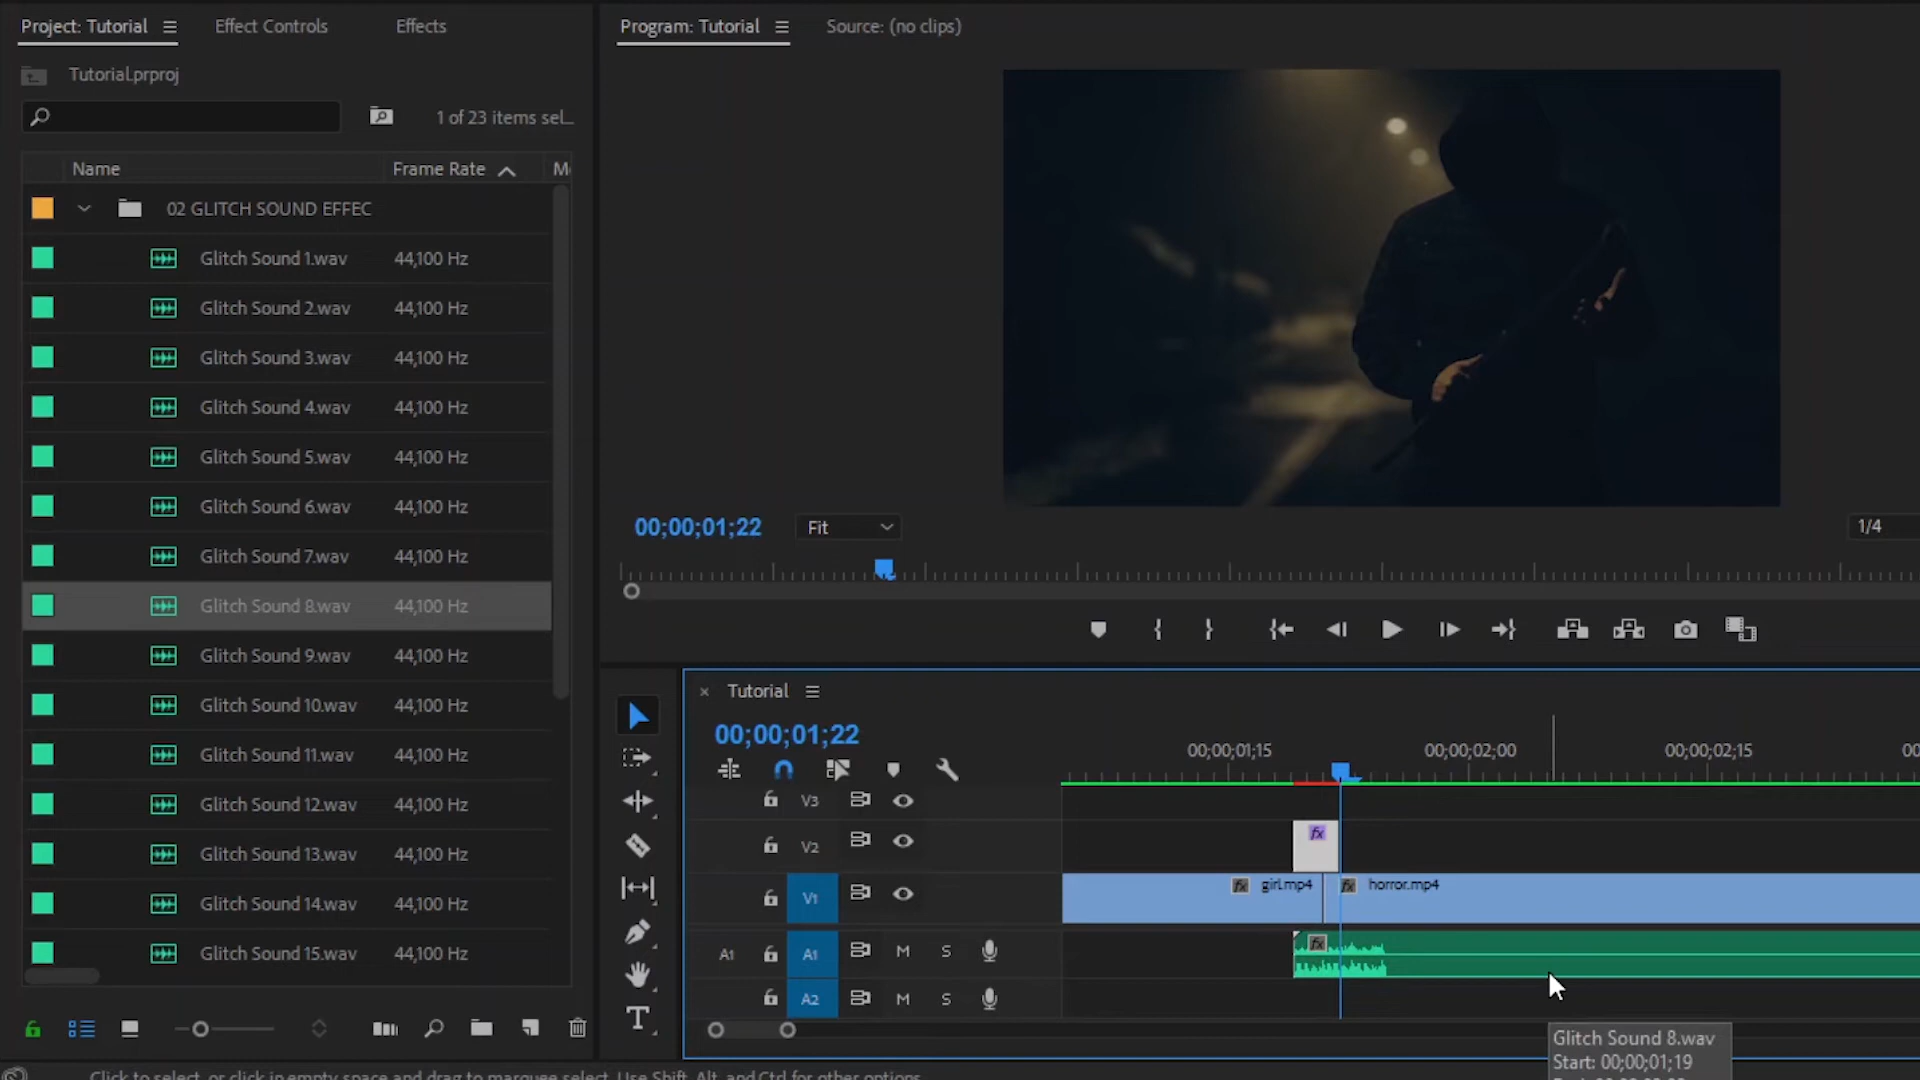 Project: Tutorial
Effect Controls
Effects
Tutorial.prproj
1 of 23 items sel...
Name
Frame Rate
02 GLITCH SOUND EFFEC
Glitch Sound 1.wav 44,100 Hz
Glitch Sound 2.wav 44,100 Hz
Glitch Sound 3.wav 44,100 Hz
Glitch Sound 4.wav 44,100 Hz
Glitch Sound 5.wav 44,100 Hz
Glitch Sound 6.wav 44,100 Hz
Glitch Sound 7.wav 44,100 Hz
Glitch Sound 8.wav 44,100 Hz
Glitch Sound 9.wav 44,100 Hz
Glitch Sound 10.wav 44,100 Hz
Glitch Sound 11.wav 44,100 Hz
Glitch Sound 12.wav 44,100 Hz
Glitch Sound 13.wav 44,100 Hz
Glitch Sound 14.wav 44,100 Hz
Glitch Sound 15.wav 44,100 Hz
Program: Tutorial
Source: (no clips)
00;00;01;22
Fit
1/4
Tutorial
00;00;01;22
00;00;01;15
00;00;02;00
00;00;02;15
00
V3
V2
fx
V1
fx girl.mp4
fx horror.mp4
A1
A1
M S
fx
A2
M S
Glitch Sound 8.wav
Start: 00;00;01;19
Click to select, or click in empty space and drag to marquee select. Use Shift, Alt, and Ctrl for other options.